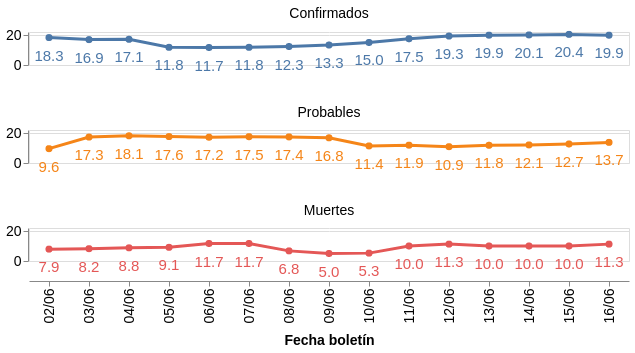 Confirmados
20
0
18.3 16.9 17.1 11.8 11.7 11.8 12.3 13.3 15.0 17.5 19.3 19.9 20.1 20.4 19.9
Probables
20
0
9.6 17.3 18.1 17.6 17.2 17.5 17.4 16.8 11.4 11.9 10.9 11.8 12.1 12.7 13.7
Muertes
20
0
7.9 8.2 8.8 9.1 11.7 11.7 6.8 5.0 5.3 10.0 11.3 10.0 10.0 10.0 11.3
02/06 03/06 04/06 05/06 06/06 07/06 08/06 09/06 10/06 11/06 12/06 13/06 14/06 15/06 16/06
Fecha boletín